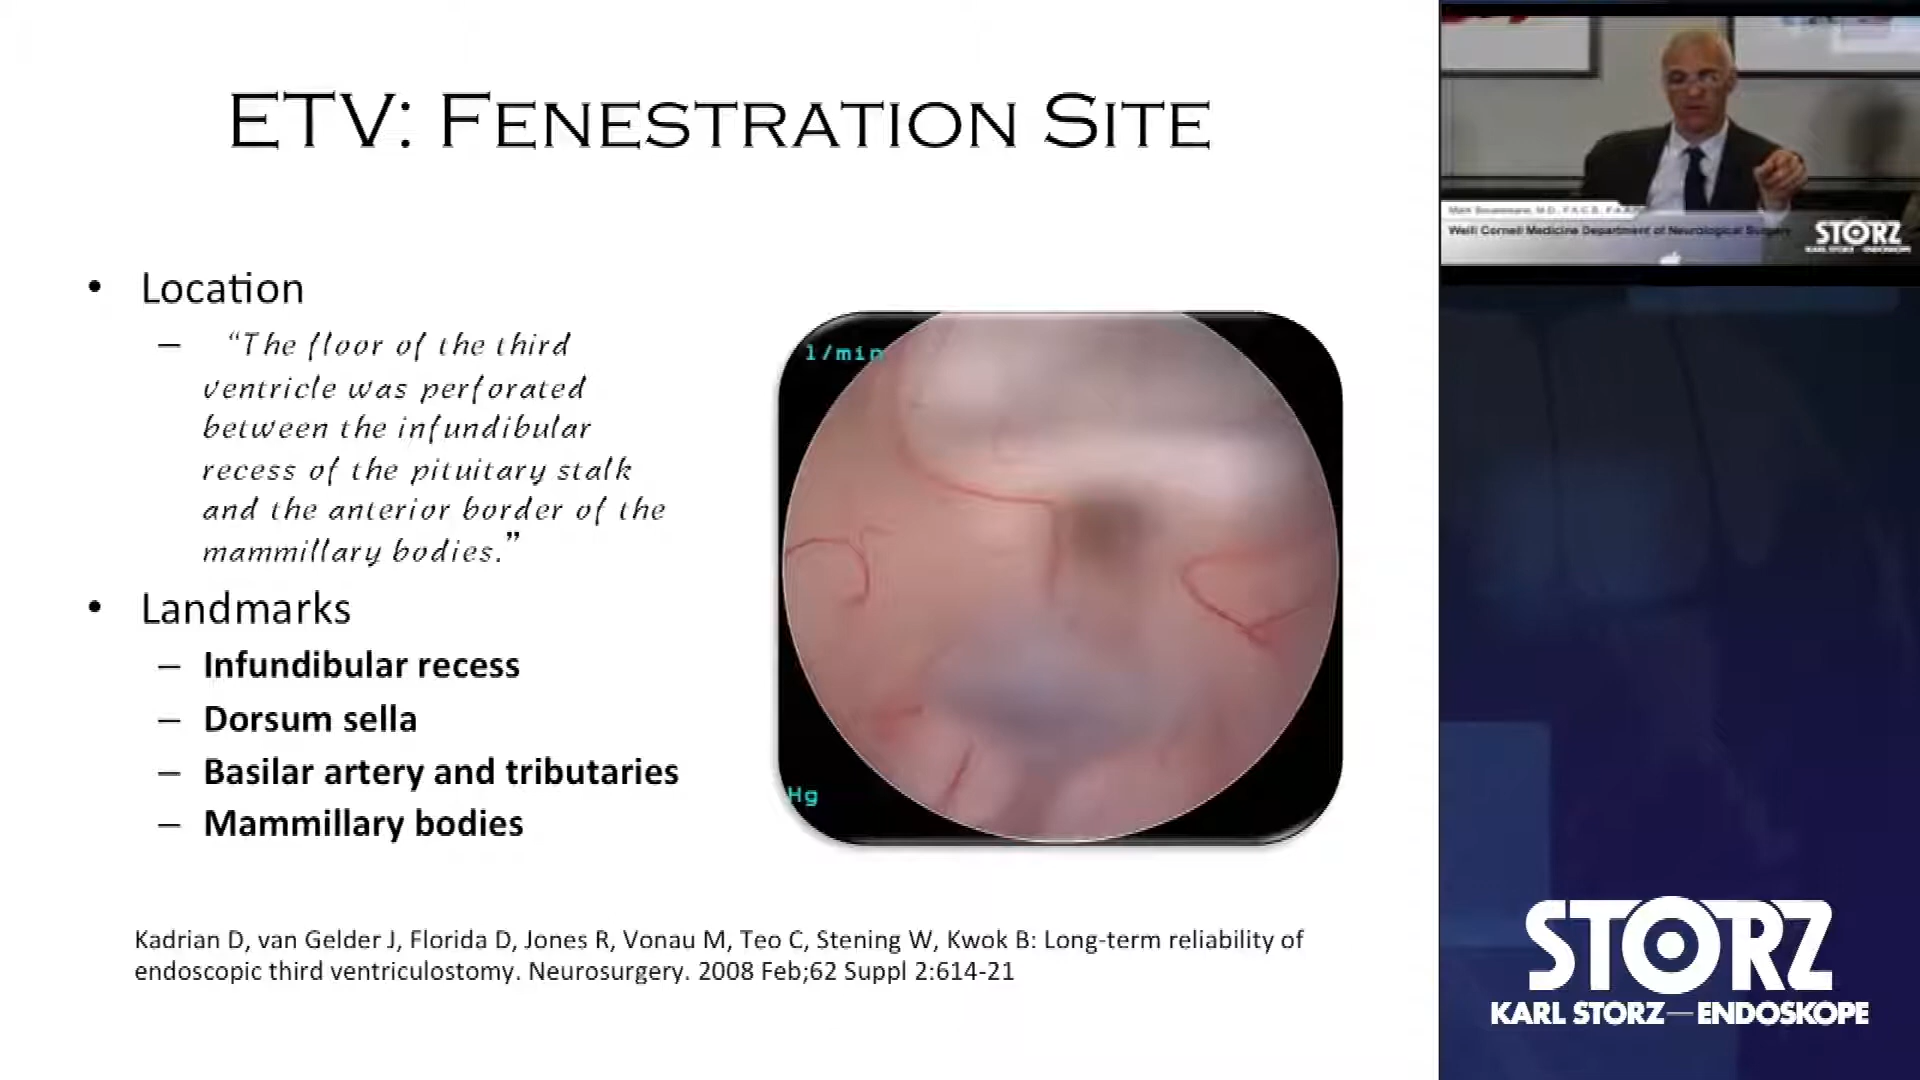 ETV: FENESTRATION SITE
• Location
– “The floor of the third
ventricle was perforated
between the infundibular
recess of the pituitary stalk
and the anterior border of the
mammillary bodies.”
• Landmarks
– Infundibular recess
– Dorsum sella
– Basilar artery and tributaries
– Mammillary bodies
l/min
Hg
Kadrian D, van Gelder J, Florida D, Jones R, Vonau M, Teo C, Stening W, Kwok B: Long-term reliability of
endoscopic third ventriculostomy. Neurosurgery. 2008 Feb;62 Suppl 2:614-21
Weill Cornell Medicine Department of Neurological Surgery
STORZ
KARL STORZ—ENDOSKOPE
STORZ
KARL STORZ—ENDOSKOPE